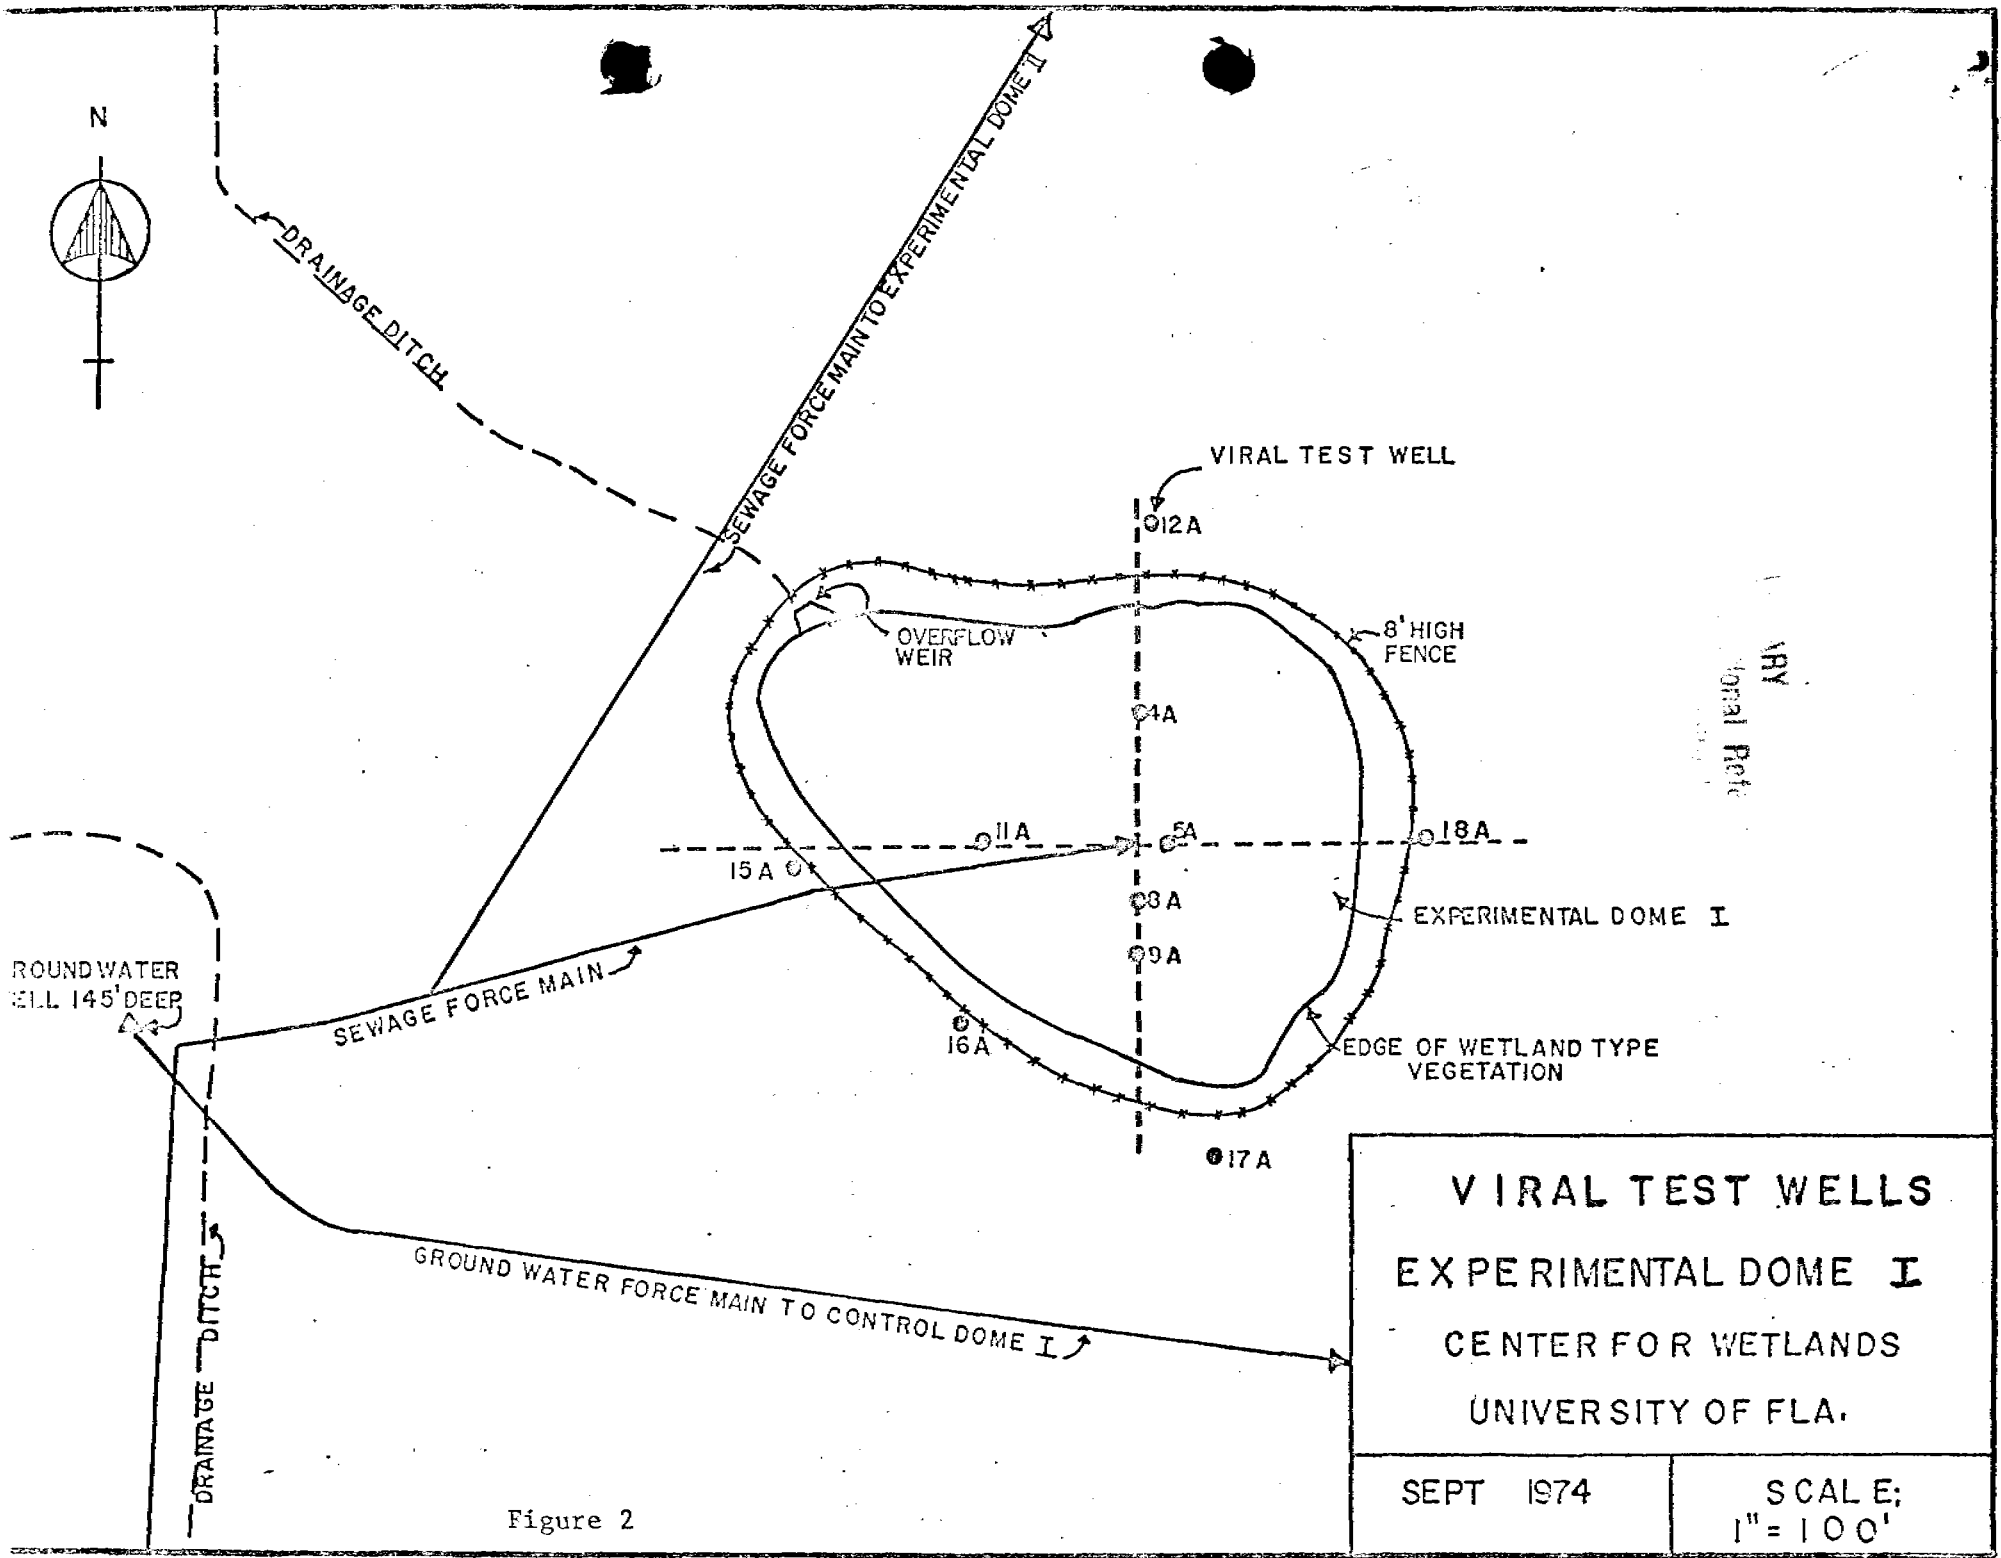 N
DRAINAGE DITCH
SEWAGE FORCE MAIN TO EXPERIMENTAL DOME II
VIRAL TEST WELL
12A
OVERFLOW
WEIR
8' HIGH
FENCE
4A
11A
5A
18A
15A
8A
EXPERIMENTAL DOME I
9A
ROUNDWATER
ELL 145' DEEP
SEWAGE FORCE MAIN
16A
EDGE OF WETLAND TYPE
VEGETATION
17A
GROUND WATER FORCE MAIN TO CONTROL DOME I
DRAINAGE DITCH
VIRAL TEST WELLS
EXPERIMENTAL DOME I
CENTER FOR WETLANDS
UNIVERSITY OF FLA.
SEPT 1974
SCALE;
1" = 100'
Figure 2